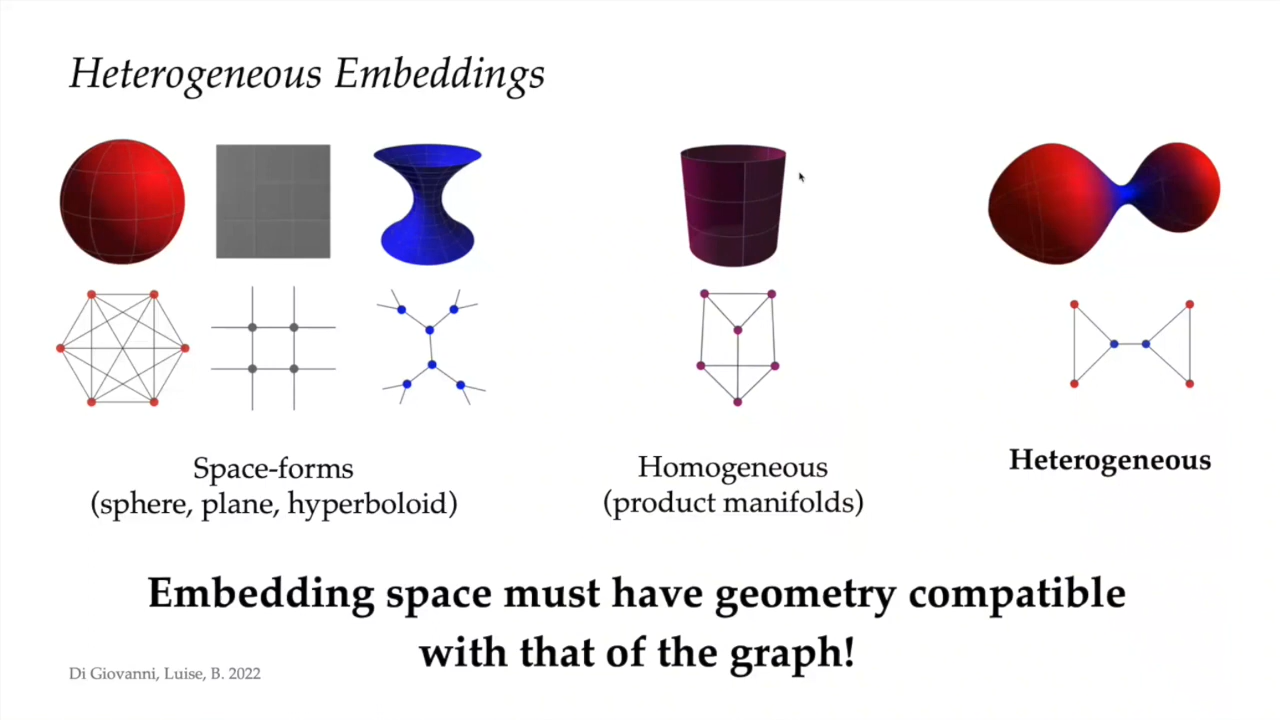 Heterogeneous Embeddings
Space-forms
(sphere, plane, hyperboloid)
Homogeneous
(product manifolds)
Heterogeneous
Embedding space must have geometry compatible
with that of the graph!
Di Giovanni, Luise, B. 2022